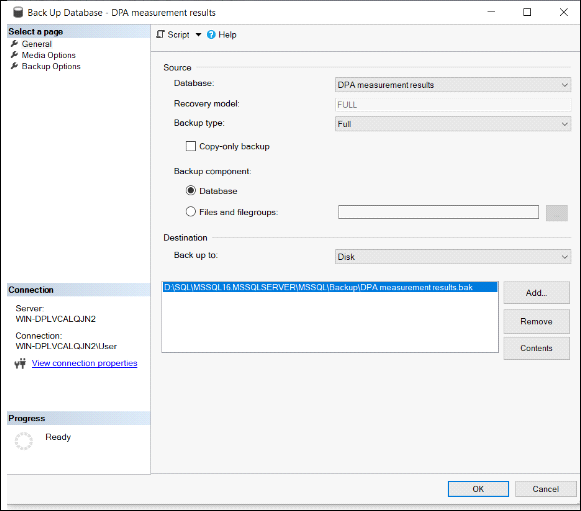 Back Up Database - DPA measurement results
Select a page
General
Media Options
Backup Options
Script
Help
Source
Database:
DPA measurement results
Recovery model:
FULL
Backup type:
Full
Copy-only backup
Backup component:
Database
Files and filegroups:
Destination
Back up to:
Disk
D:\SQL\MSSQL16.MSSQLSERVER\MSSQL\Backup\DPA measurement results.bak
Add...
Remove
Contents
Connection
Server:
WIN-DPLVCALQJN2
Connection:
WIN-DPLVCALQJN2\User
View connection properties
Progress
Ready
OK
Cancel